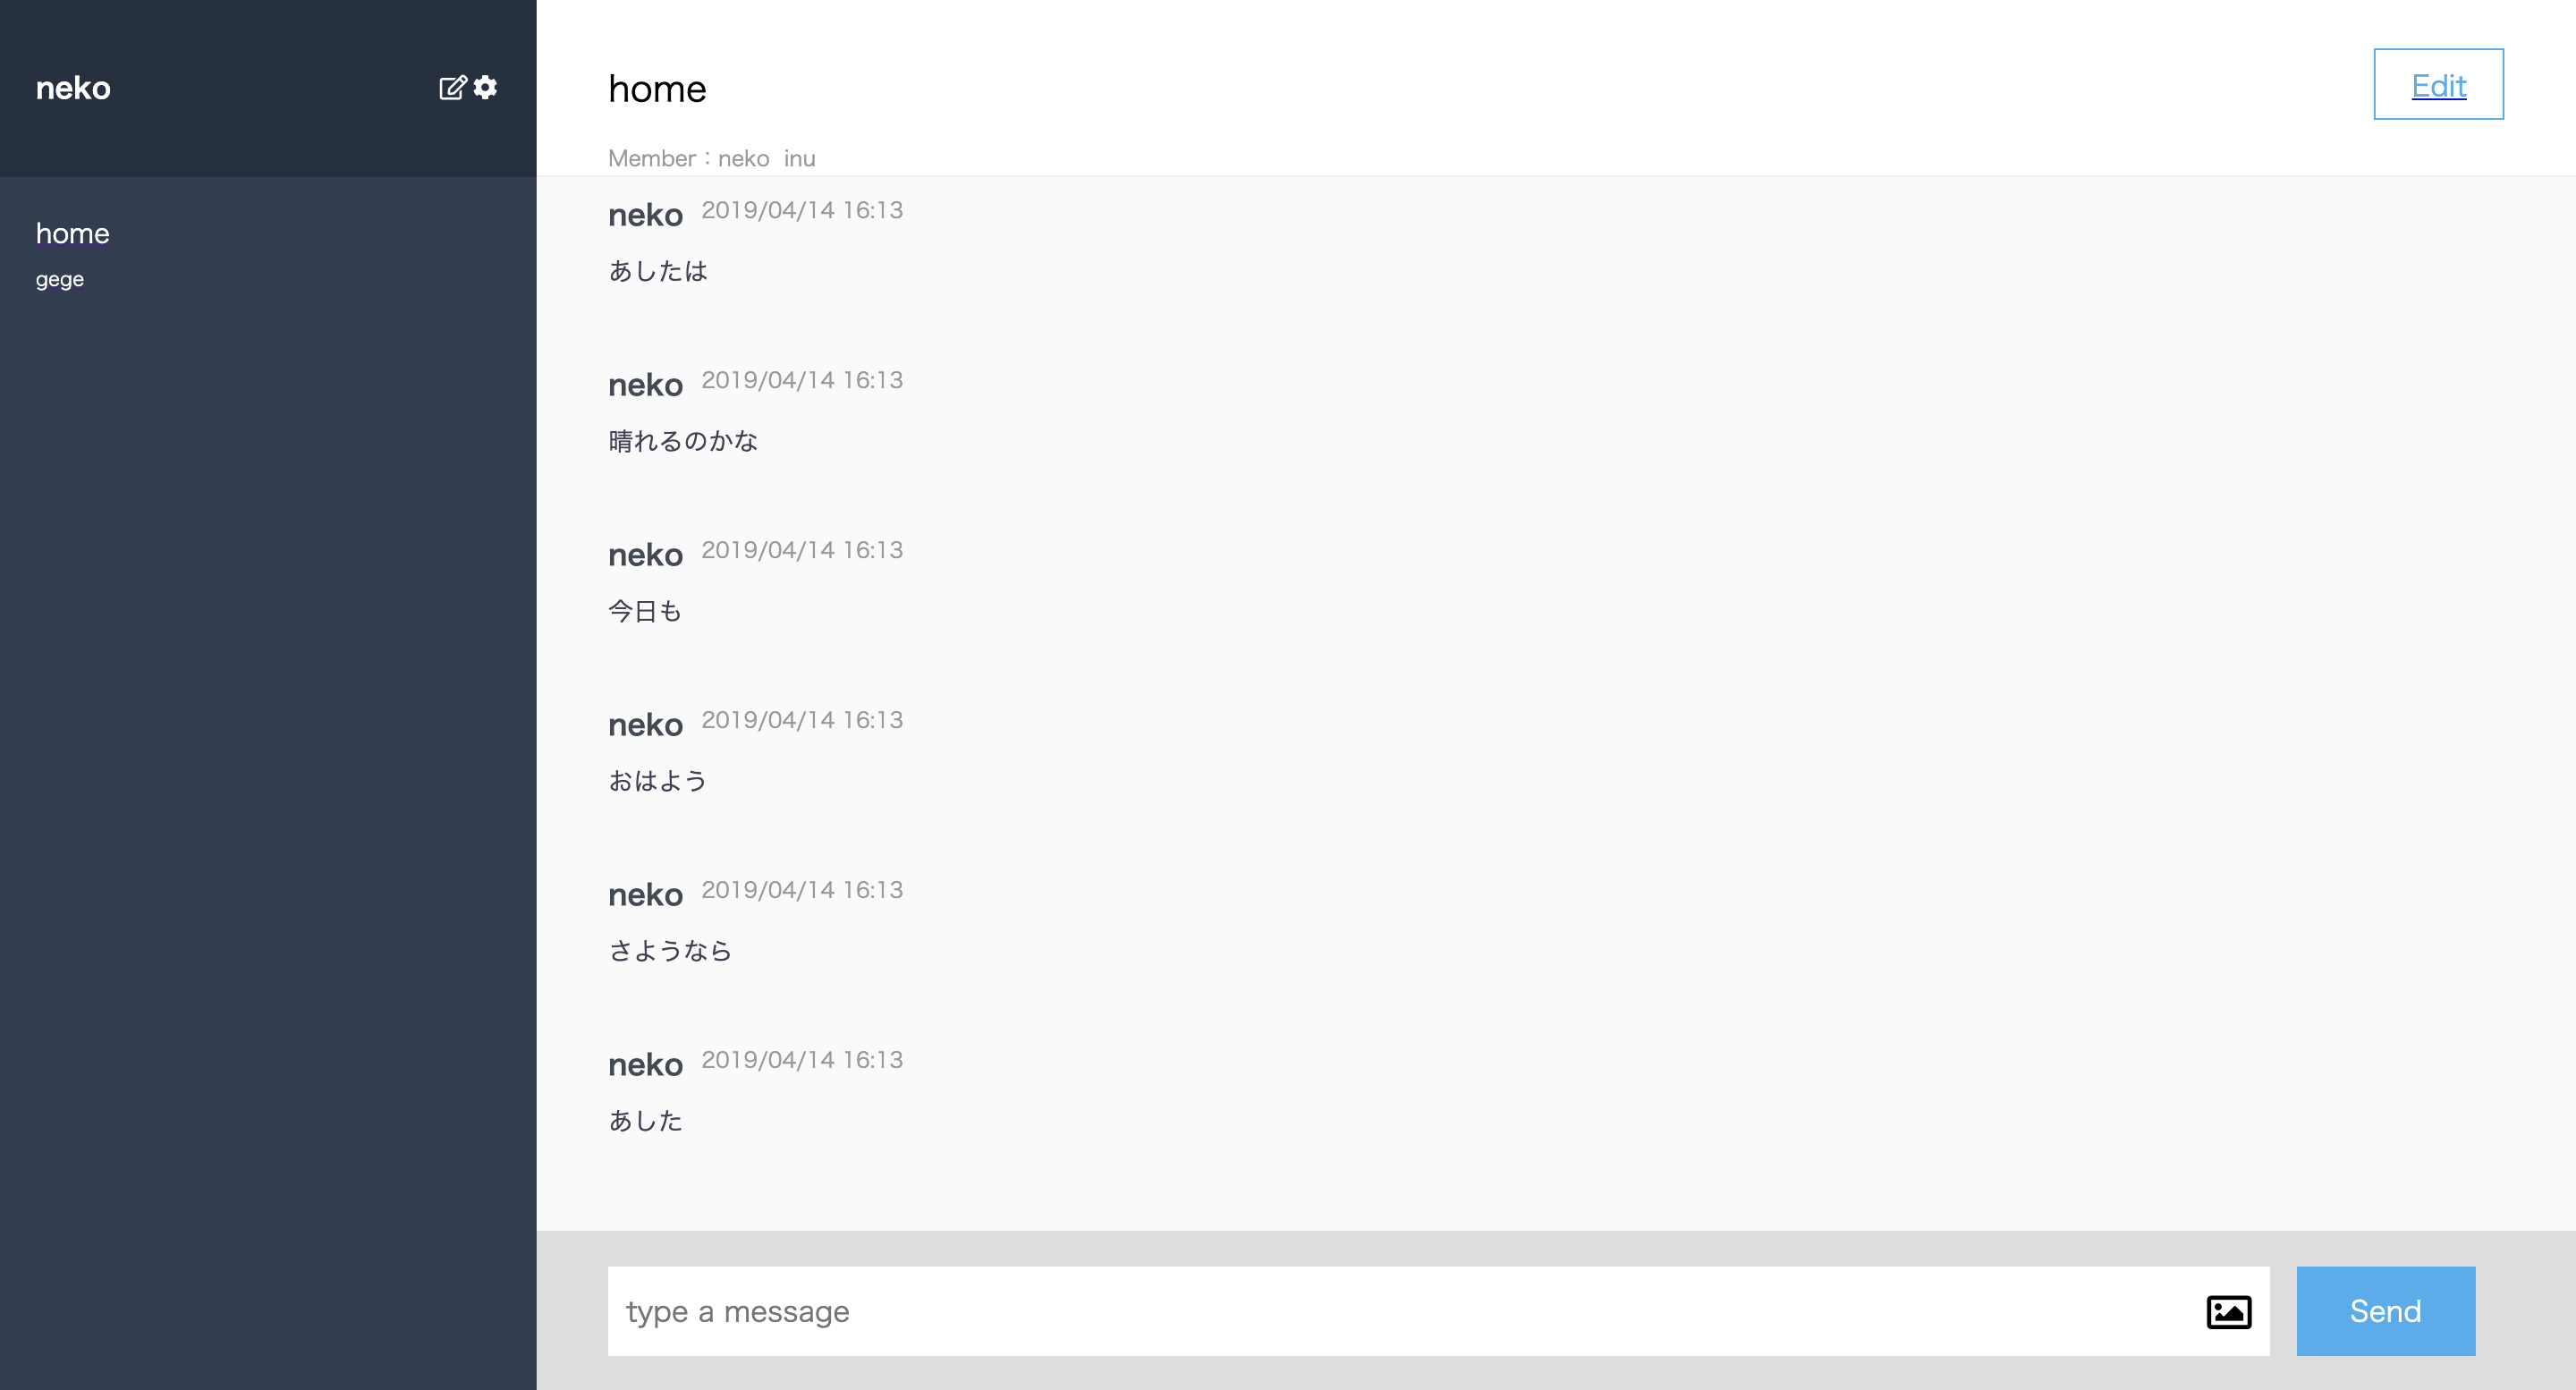 neko
home
gege
home
Edit
Member：neko inu
neko 2019/04/14 16:13
あしたは
neko 2019/04/14 16:13
晴れるのかな
neko 2019/04/14 16:13
今日も
neko 2019/04/14 16:13
おはよう
neko 2019/04/14 16:13
さようなら
neko 2019/04/14 16:13
あした
type a message
Send